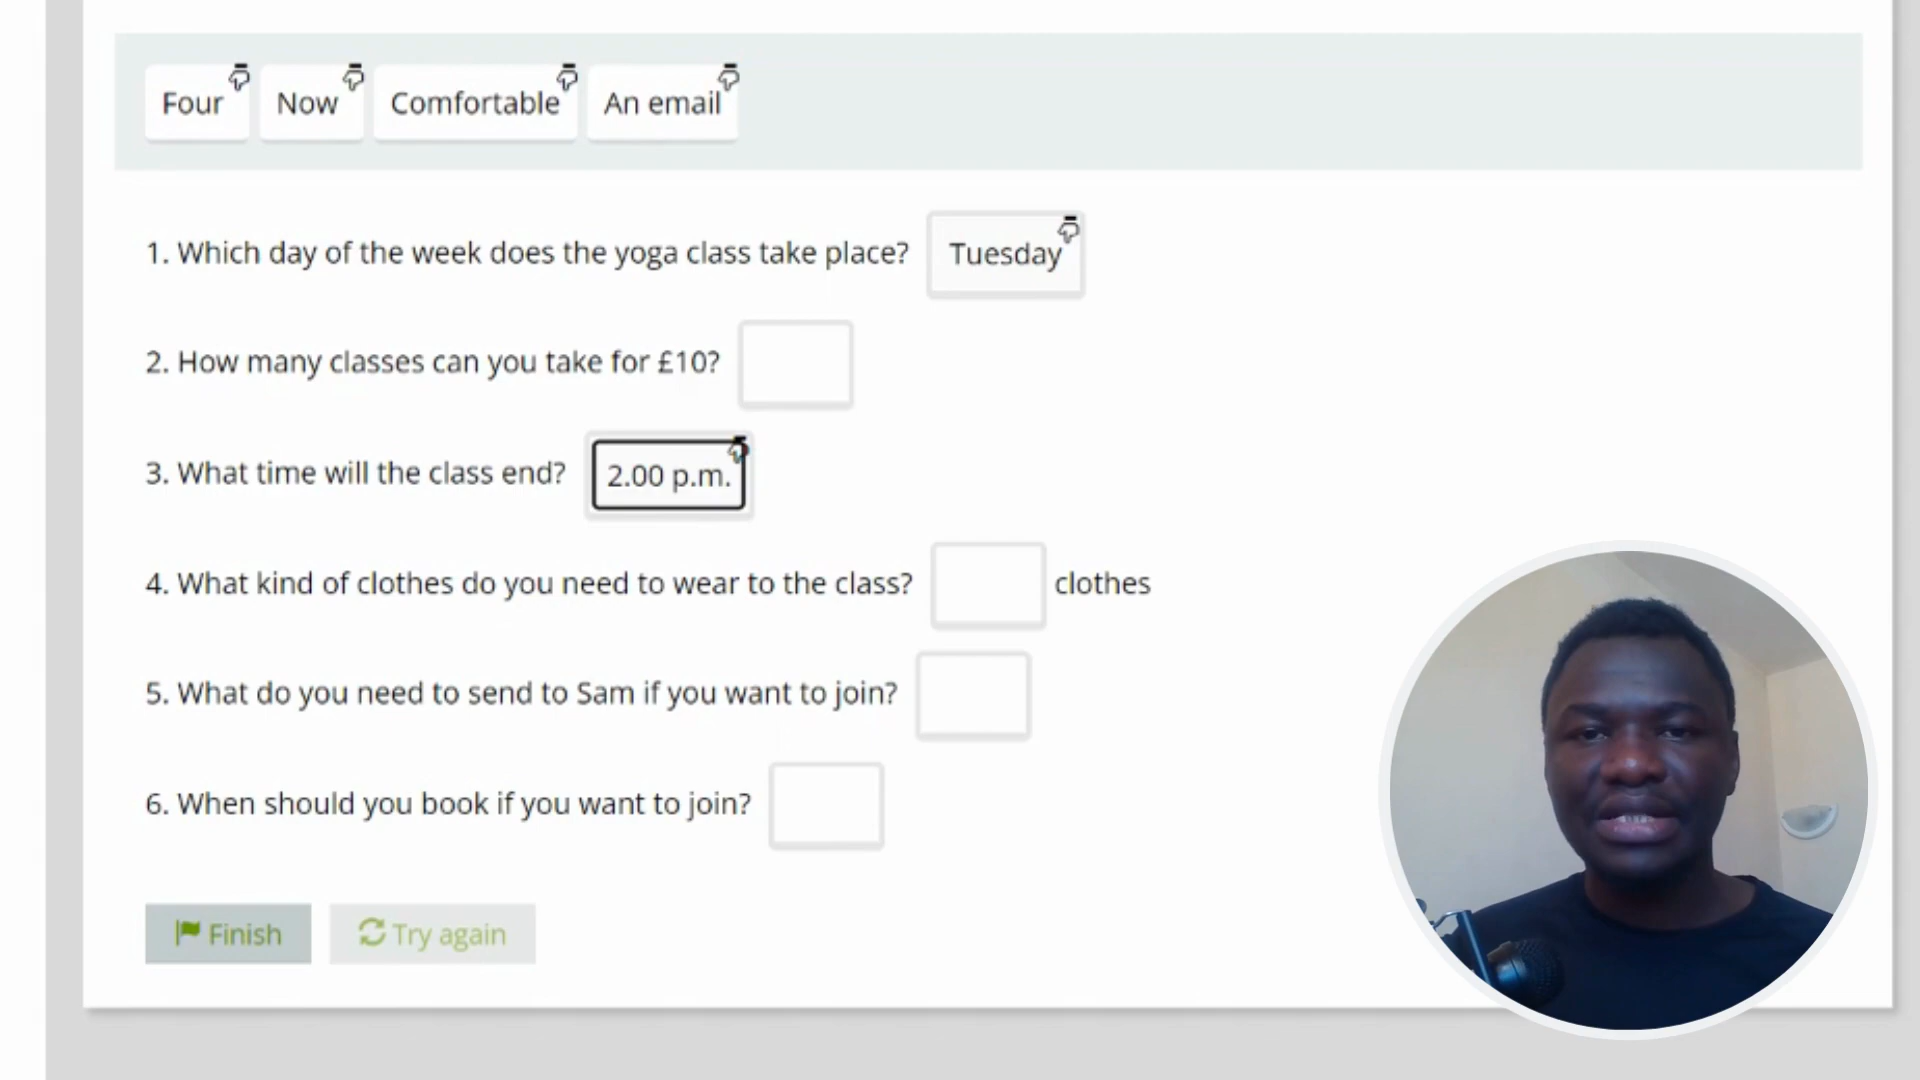 Four Now Comfortable An email
1. Which day of the week does the yoga class take place? Tuesday
2. How many classes can you take for £10?
3. What time will the class end? 2.00 p.m.
4. What kind of clothes do you need to wear to the class? clothes
5. What do you need to send to Sam if you want to join?
6. When should you book if you want to join?
Finish Try again